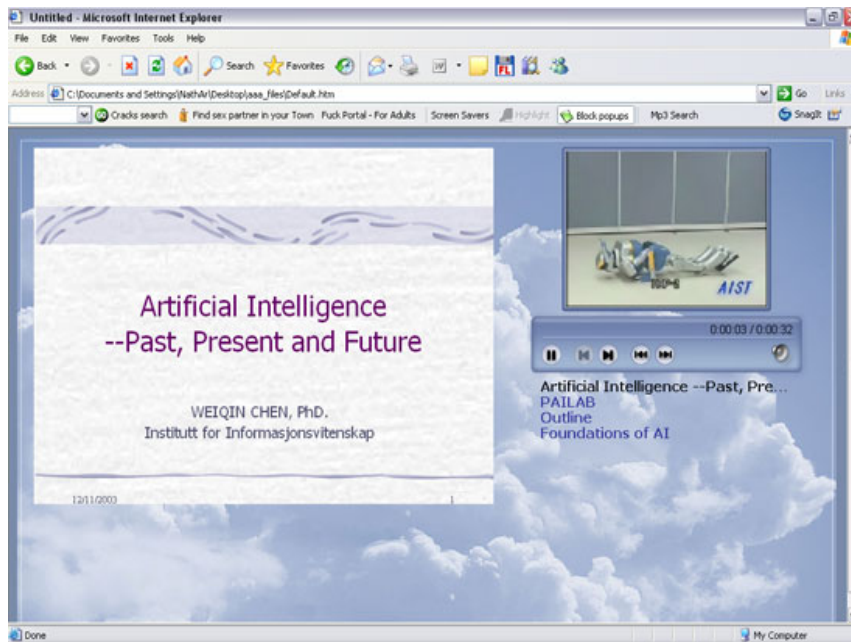 Untitled - Microsoft Internet Explorer
File Edit View Favorites Tools Help
Back Search Favorites
Address C:\Documents and Settings\NathAr\Desktop\aaa_files\Default.htm Go Links
Cracks search Find sex partner in your Town Fuck Portal - For Adults Screen Savers Highlight Block popups Mp3 Search SnagIt
Artificial Intelligence
--Past, Present and Future
WEIQIN CHEN, PhD.
Institutt for Informasjonsvitenskap
12/11/2003 1
HRP-2
AIST
0:00:03 / 0:00:32
Artificial Intelligence --Past, Pre...
PAILAB
Outline
Foundations of AI
Done My Computer